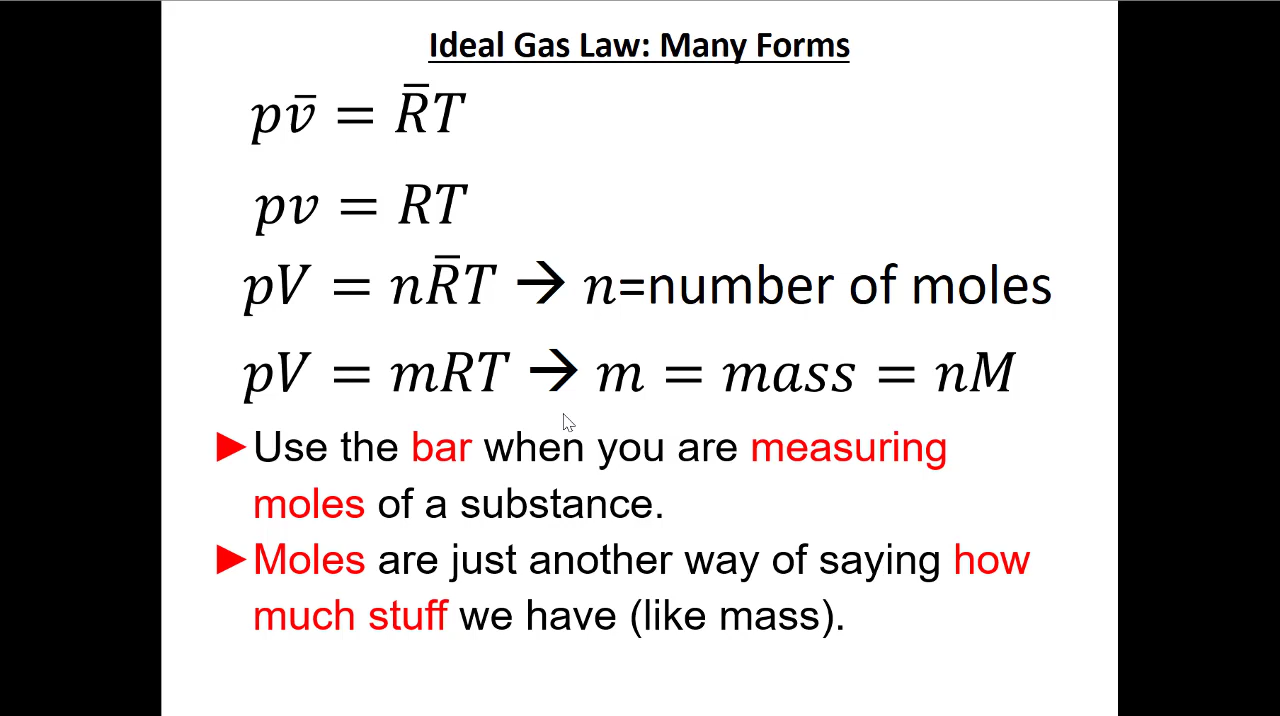 Ideal Gas Law: Many Forms
pv̄ = R̄T
pv = RT
pV = nR̄T → n=number of moles
pV = mRT → m = mass = nM
►Use the bar when you are measuring
moles of a substance.
►Moles are just another way of saying how
much stuff we have (like mass).